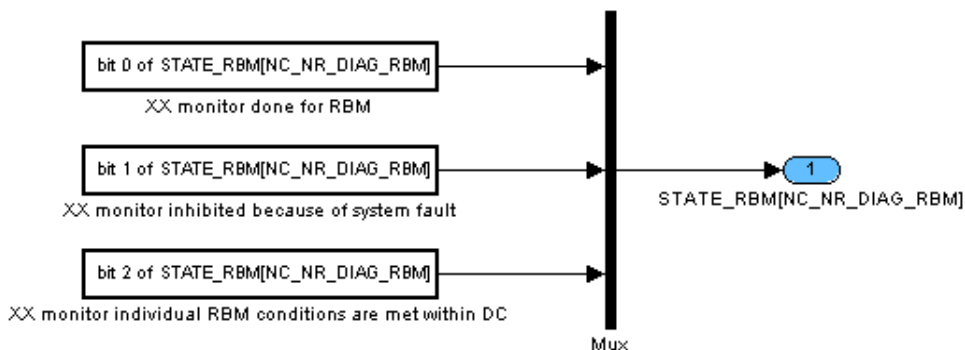 bit 0 of STATE_RBM[NC_NR_DIAG_RBM]
XX monitor done for RBM
bit 1 of STATE_RBM[NC_NR_DIAG_RBM]
XX monitor inhibited because of system fault
1
STATE_RBM[NC_NR_DIAG_RBM]
bit 2 of STATE_RBM[NC_NR_DIAG_RBM]
XX monitor individual RBM conditions are met within DC
Mux